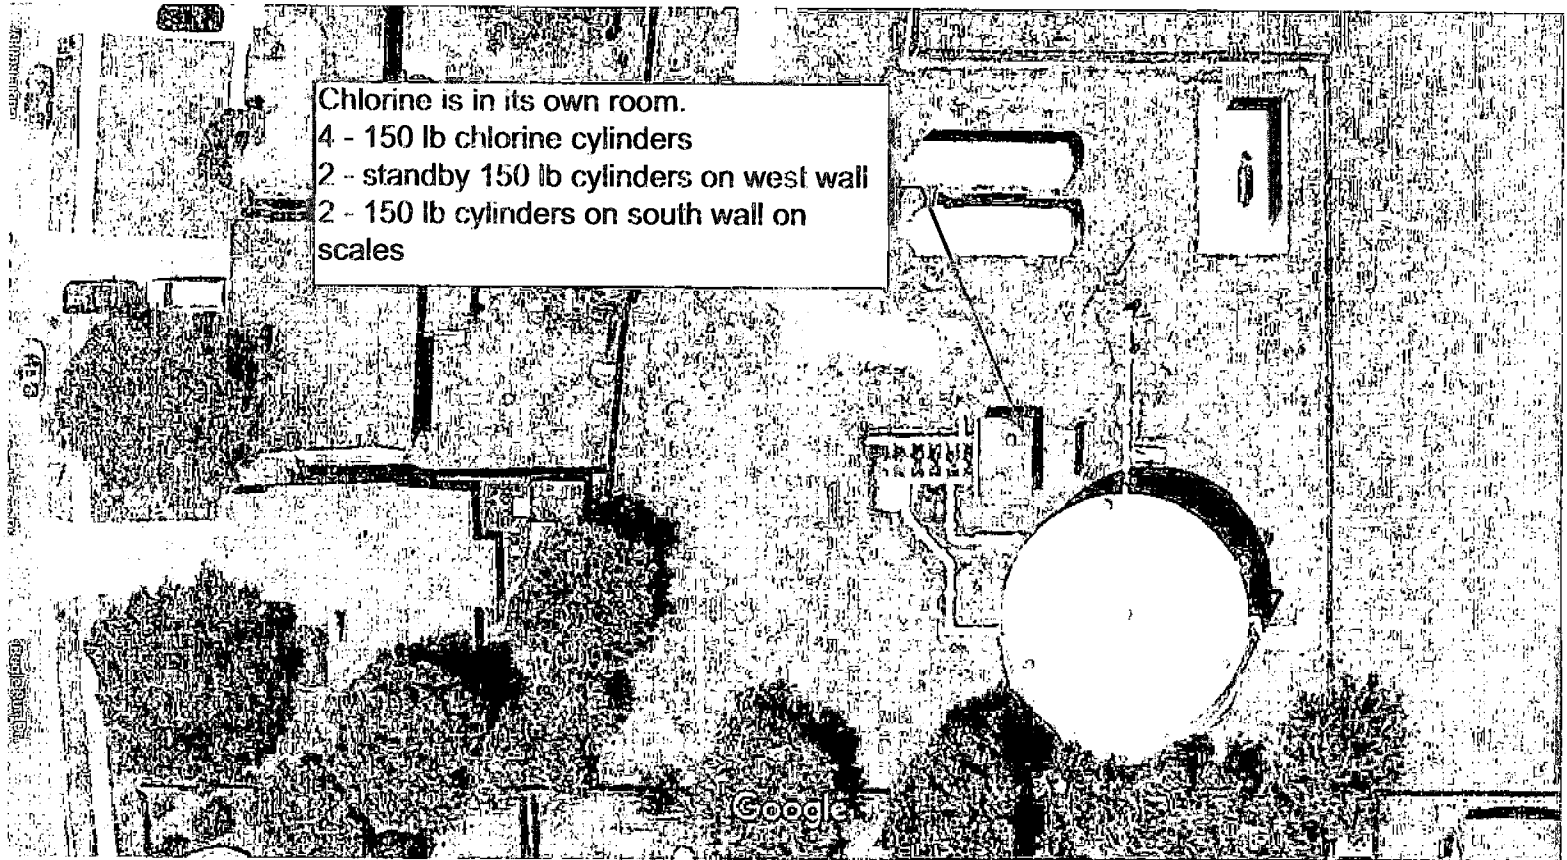 Chlorine is in its own room.
4 - 150 lb chlorine cylinders
2 - standby 150 lb cylinders on west wall
2 - 150 lb cylinders on south wall on
scales
Google